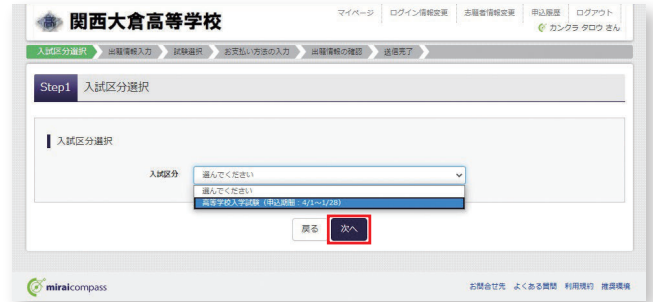 関西大倉高等学校
マイページ ログイン情報変更 志願者情報変更 申込履歴 ログアウト
カンクラ タロウ さん
入試区分選択 出願情報入力 試験選択 お支払い方法の入力 出願情報の確認 送信完了
Step1 入試区分選択
入試区分選択
入試区分 選んでください
選んでください
高等学校入学試験（申込期間：4/1～1/28）
戻る 次へ
miraicompass
お問合せ先 よくある質問 利用規約 推奨環境